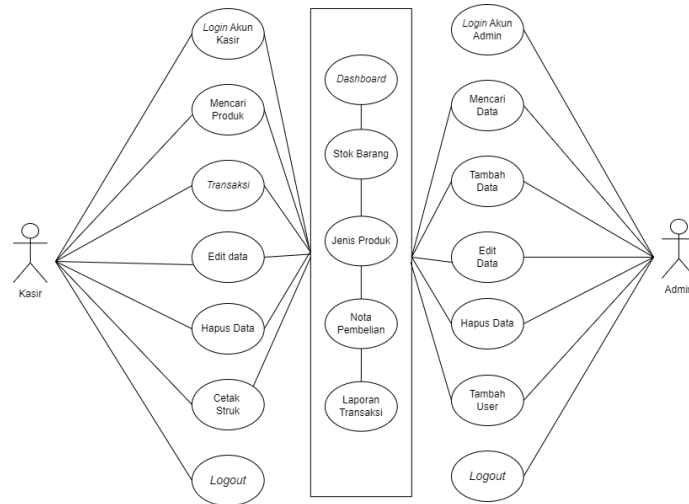 Login Akun
Kasir
Mencari
Produk
Transaksi
Edit data
Hapus Data
Cetak
Struk
Logout
Kasir
Dashboard
Stok Barang
Jenis Produk
Nota
Pembelian
Laporan
Transaksi
Login Akun
Admin
Mencari
Data
Tambah
Data
Edit
Data
Hapus Data
Tambah
User
Logout
Admin